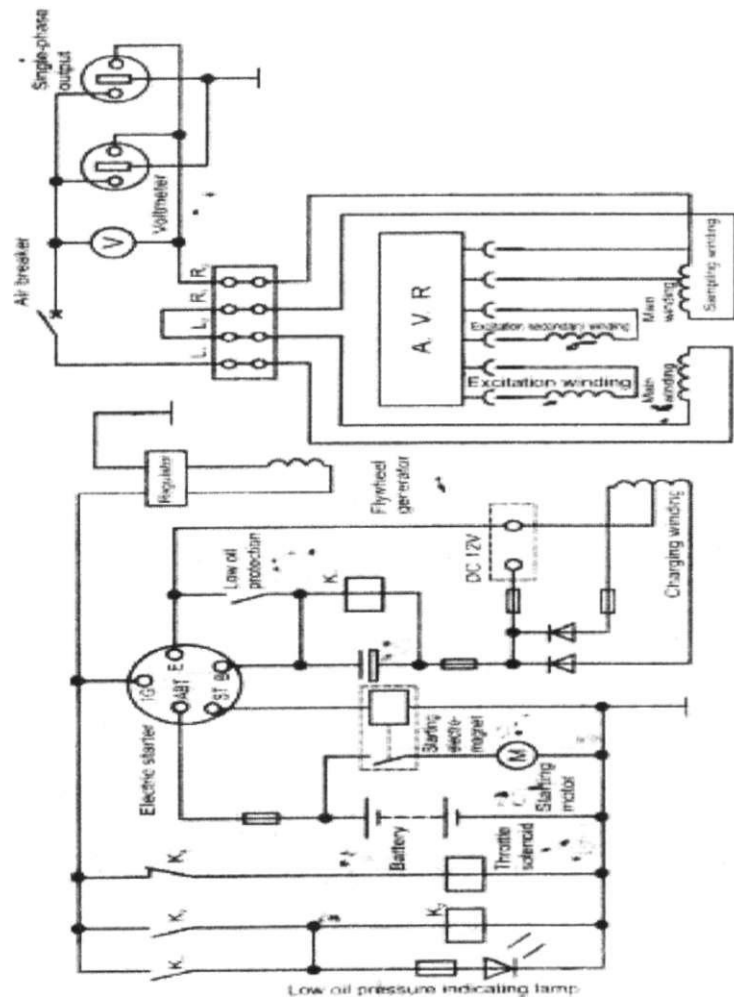 Single-phase
output
Air breaker
V
Voltmeter
L
L
R
R
A. V. R
Excitation secondary winding
Excitation winding
Main
winding
Main
winding
Sampling winding
Regulator
Flywheel
generator
Low oil
protection
K
DC 12V
Charging winding
Electric starter
IG
ABT
E
ST
B
Starting
electro-
magnet
M
Starting
motor
Battery
Throttle
solenoid
K
K
K
K
Low oil pressure indicating lamp